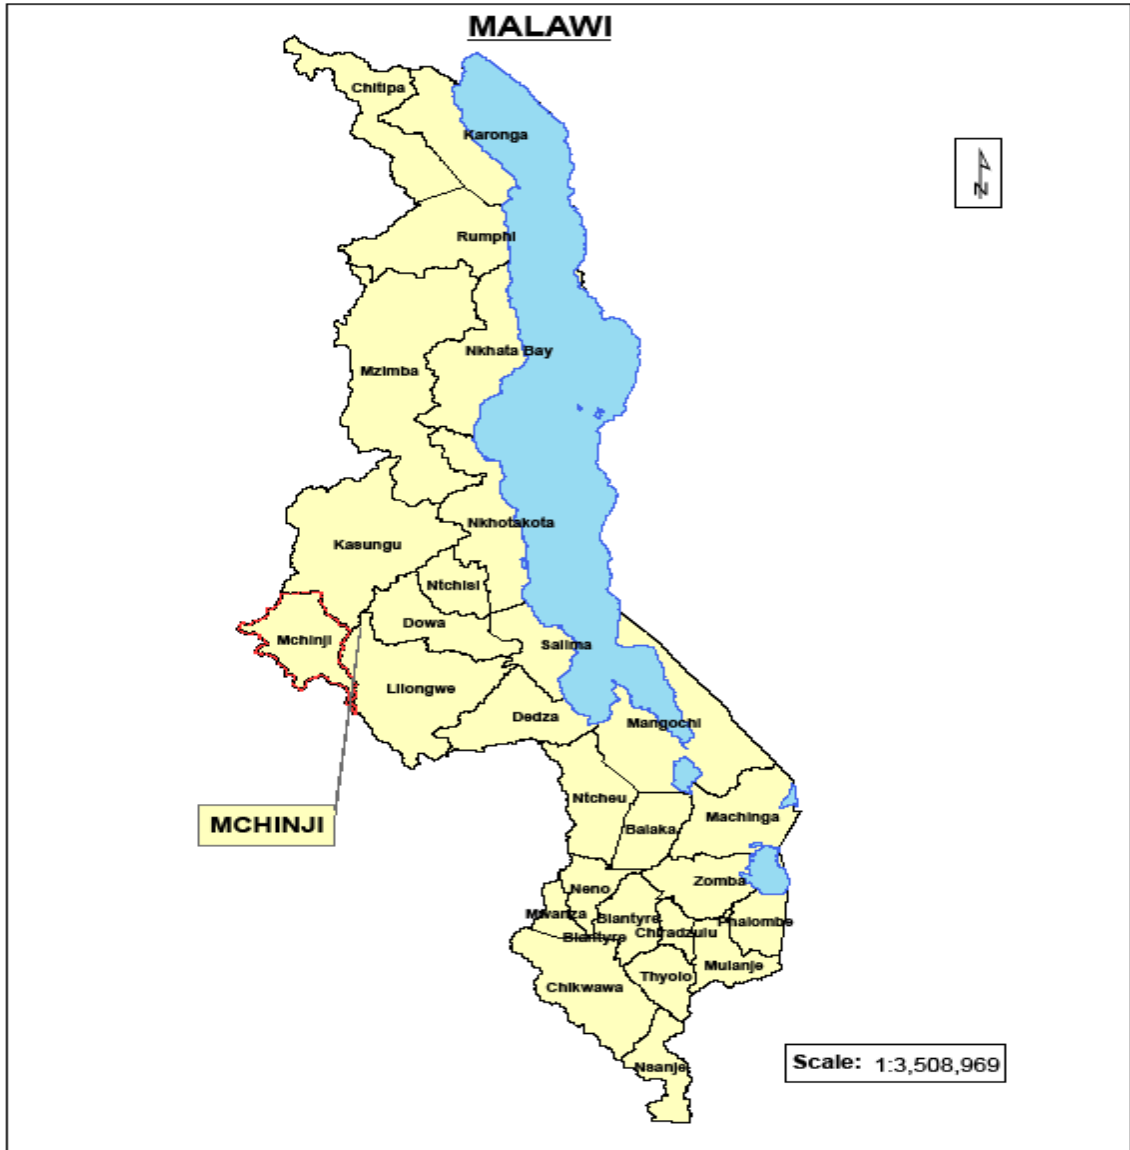 MALAWI
Chitipa
Karonga
N
Rumphi
Nkhata Bay
Mzimba
Nkhotakota
Kasungu
Ntchisi
Dowa
Mchinji
Salima
Lilongwe
Dedza
Mangochi
Ntcheu
MCHINJI
Balaka
Machinga
Zomba
Neno
Mwanza
Blantyre
Phalombe
Chiradzulu
Blantyre
Mulanje
Thyolo
Chikwawa
Scale: 1:3,508,969
Nsanje